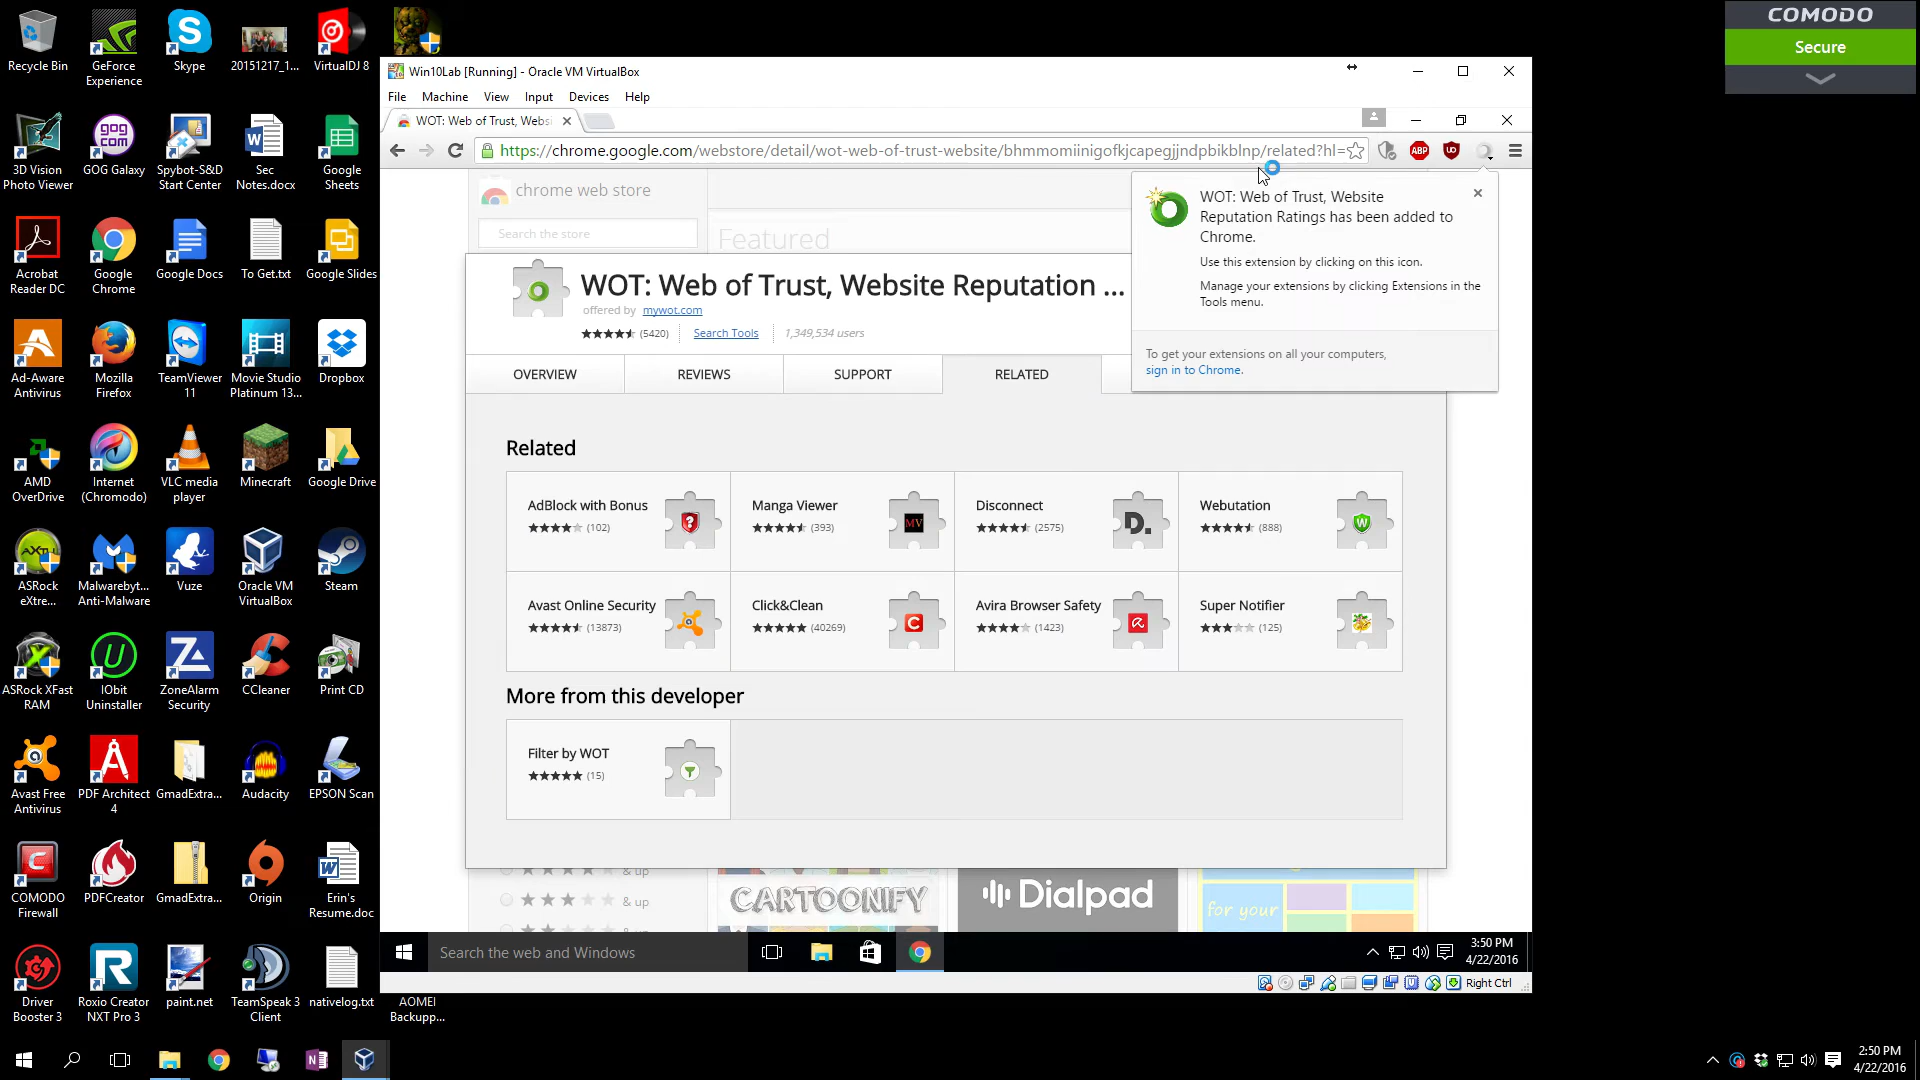 Recycle Bin
GeForce
Experience
Skype
20151217_1...
VirtualDJ 8
3D Vision
Photo Viewer
GOG Galaxy
Spybot-S&D
Start Center
Sec
Notes.docx
Google
Sheets
Acrobat
Reader DC
Google
Chrome
Google Docs
To Get.txt
Google Slides
Ad-Aware
Antivirus
Mozilla
Firefox
TeamViewer
11
Movie Studio
Platinum 13...
Dropbox
AMD
OverDrive
Internet
(Chromodo)
VLC media
player
Minecraft
Google Drive
ASRock
eXtre...
Malwarebyt...
Anti-Malware
Vuze
Oracle VM
VirtualBox
Steam
ASRock XFast
RAM
IObit
Uninstaller
ZoneAlarm
Security
CCleaner
Print CD
Avast Free
Antivirus
PDF Architect
4
GmadExtra...
Audacity
EPSON Scan
COMODO
Firewall
PDFCreator
GmadExtra...
Origin
Erin's
Resume.doc
Driver
Booster 3
Roxio Creator
NXT Pro 3
paint.net
TeamSpeak 3
Client
nativelog.txt
AOMEI
Backupp...
Win10Lab [Running] - Oracle VM VirtualBox
File Machine View Input Devices Help
WOT: Web of Trust, Websi
https://chrome.google.com/webstore/detail/wot-web-of-trust-website/bhmmomiinigofkjcapegjjndpbikblnp/related?hl=
ABP
chrome web store
Search the store
Featured
WOT: Web of Trust, Website
Reputation Ratings has been added to
Chrome.
Use this extension by clicking on this icon.
Manage your extensions by clicking Extensions in the
Tools menu.
To get your extensions on all your computers,
sign in to Chrome.
WOT: Web of Trust, Website Reputation ...
offered by mywot.com
(5420) Search Tools 1,349,534 users
OVERVIEW REVIEWS SUPPORT RELATED
Related
AdBlock with Bonus
(102)
Manga Viewer
(393)
MV
Disconnect
(2575)
D.
Webutation
(888)
W
Avast Online Security
(13873)
Click&Clean
(40269)
C
Avira Browser Safety
(1423)
Super Notifier
(125)
More from this developer
Filter by WOT
(15)
& up
& up
CARTOONIFY
Dialpad
for your
Search the web and Windows
3:50 PM
4/22/2016
Right Ctrl
COMODO
Secure
2:50 PM
4/22/2016